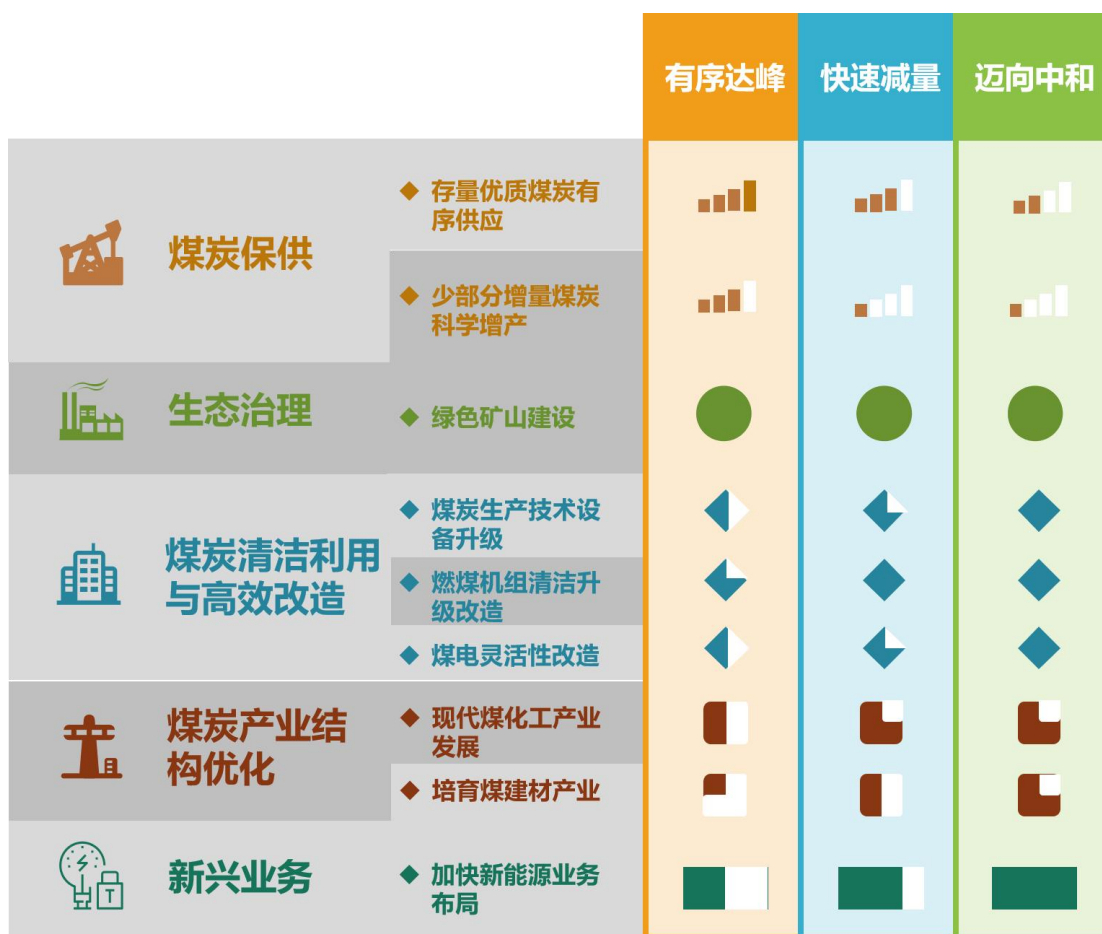 有序达峰
快速减量
迈向中和
煤炭保供
存量优质煤炭有
序供应
少部分增量煤炭
科学增产
生态治理
绿色矿山建设
煤炭清洁利用
与高效改造
煤炭生产技术设
备升级
燃煤机组清洁升
级改造
煤电灵活性改造
煤炭产业结
构优化
现代煤化工产业
发展
培育煤建材产业
新兴业务
T
加快新能源业务
布局